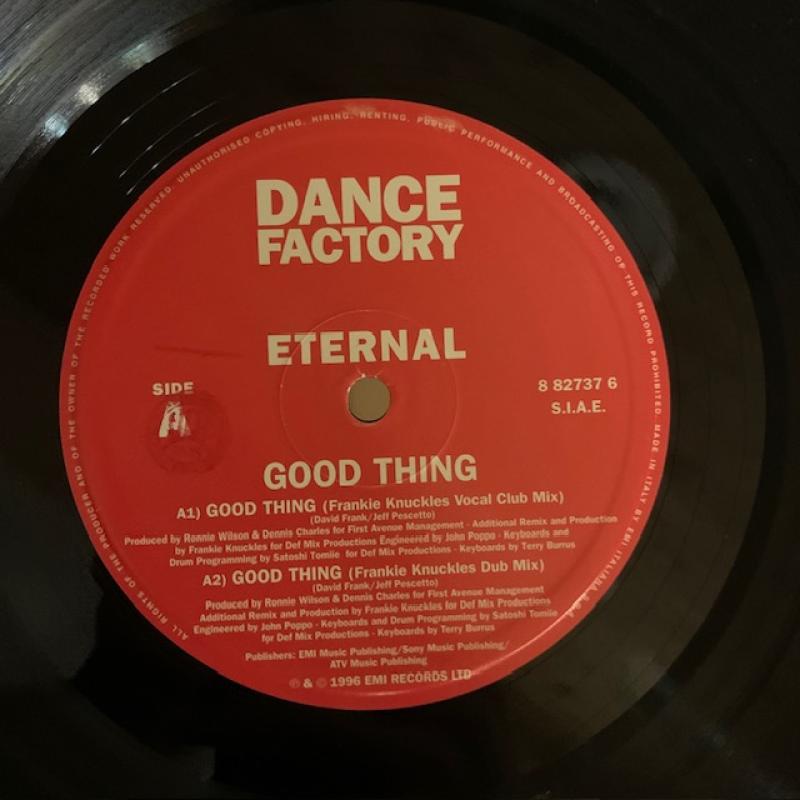 ALL RIGHTS OF THE PRODUCER AND OF THE OWNER OF THE RECORDED WORK RESERVED. UNAUTHORISED COPYING, HIRING, RENTING, PUBLIC PERFORMANCE AND BROADCASTING OF THIS RECORD PROHIBITED. MADE IN ITALY BY EMI ITALIANA S.p.A.
DANCE
FACTORY
ETERNAL
SIDE
A
8 82737 6
S.I.A.E.
GOOD THING
A1) GOOD THING (Frankie Knuckles Vocal Club Mix)
(David Frank/Jeff Pescetto)
Produced by Ronnie Wilson & Dennis Charles for First Avenue Management - Additional Remix and Production
by Frankie Knuckles for Def Mix Productions Engineered by John Poppo - Keyboards and
Drum Programming by Satoshi Tomiie for Def Mix Productions - Keyboards by Terry Burrus
A2) GOOD THING (Frankie Knuckles Dub Mix)
(David Frank/Jeff Pescetto)
Produced by Ronnie Wilson & Dennis Charles for First Avenue Management
Additional Remix and Production by Frankie Knuckles for Def Mix Productions
Engineered by John Poppo - Keyboards and Drum Programming by Satoshi Tomiie
for Def Mix Productions - Keyboards by Terry Burrus
Publishers: EMI Music Publishing/Sony Music Publishing/
ATV Music Publishing
℗ & © 1996 EMI RECORDS LTD